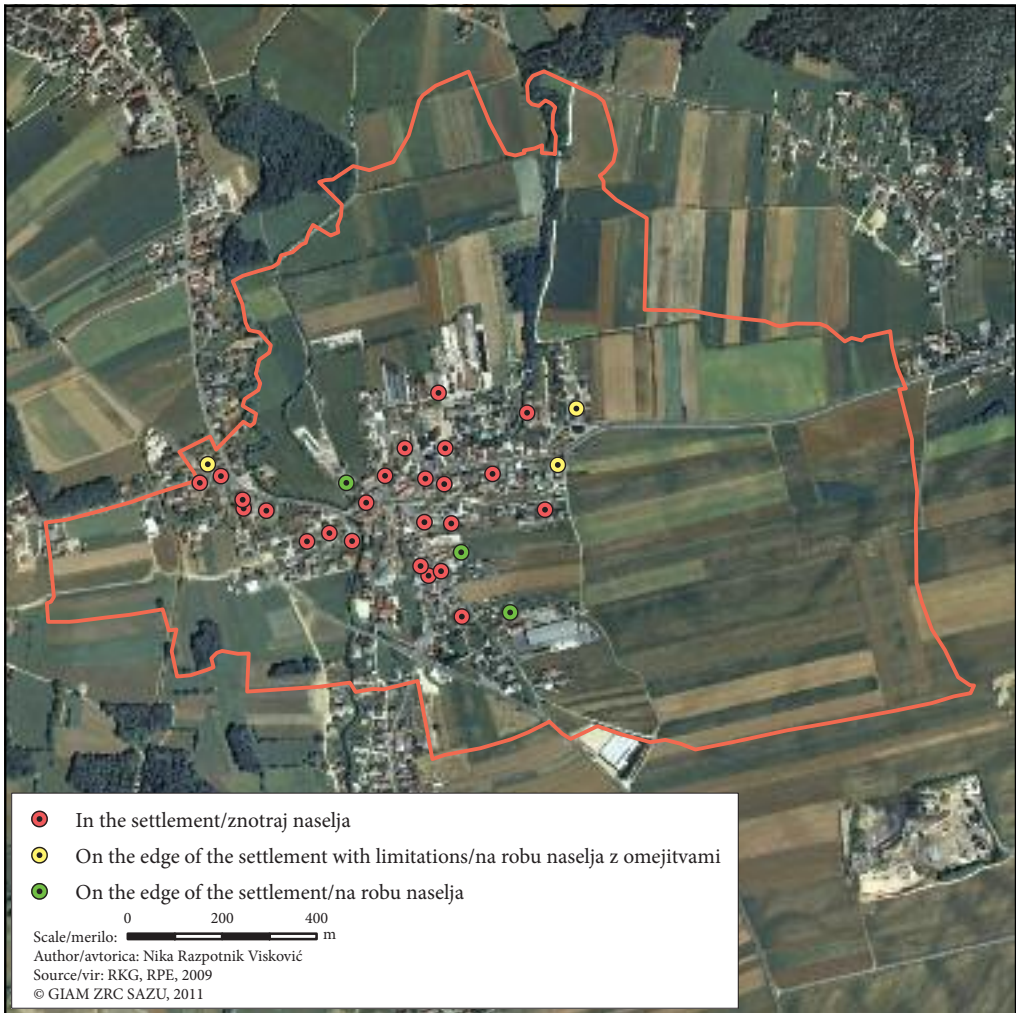 In the settlement/znotraj naselja
On the edge of the settlement with limitations/na robu naselja z omejitvami
On the edge of the settlement/na robu naselja
0 200 400
Scale/merilo: m
Author/avtorica: Nika Razpotnik Visković
Source/vir: RKG, RPE, 2009
© GIAM ZRC SAZU, 2011